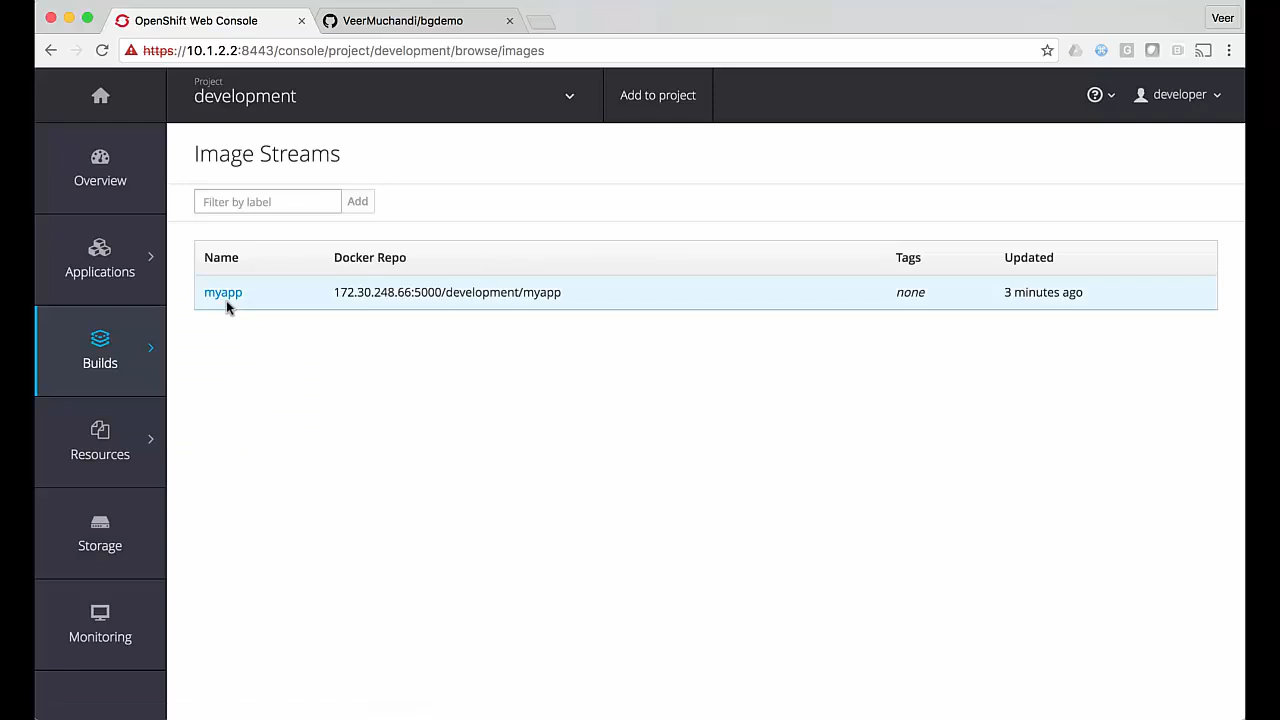 OpenShift Web Console
VeerMuchandi/bgdemo
Veer
https://10.1.2.2:8443/console/project/development/browse/images
Project
development
Add to project
developer
Overview
Applications
Builds
Resources
Storage
Monitoring
Image Streams
Filter by label
Add
Name Docker Repo Tags Updated
myapp 172.30.248.66:5000/development/myapp none 3 minutes ago